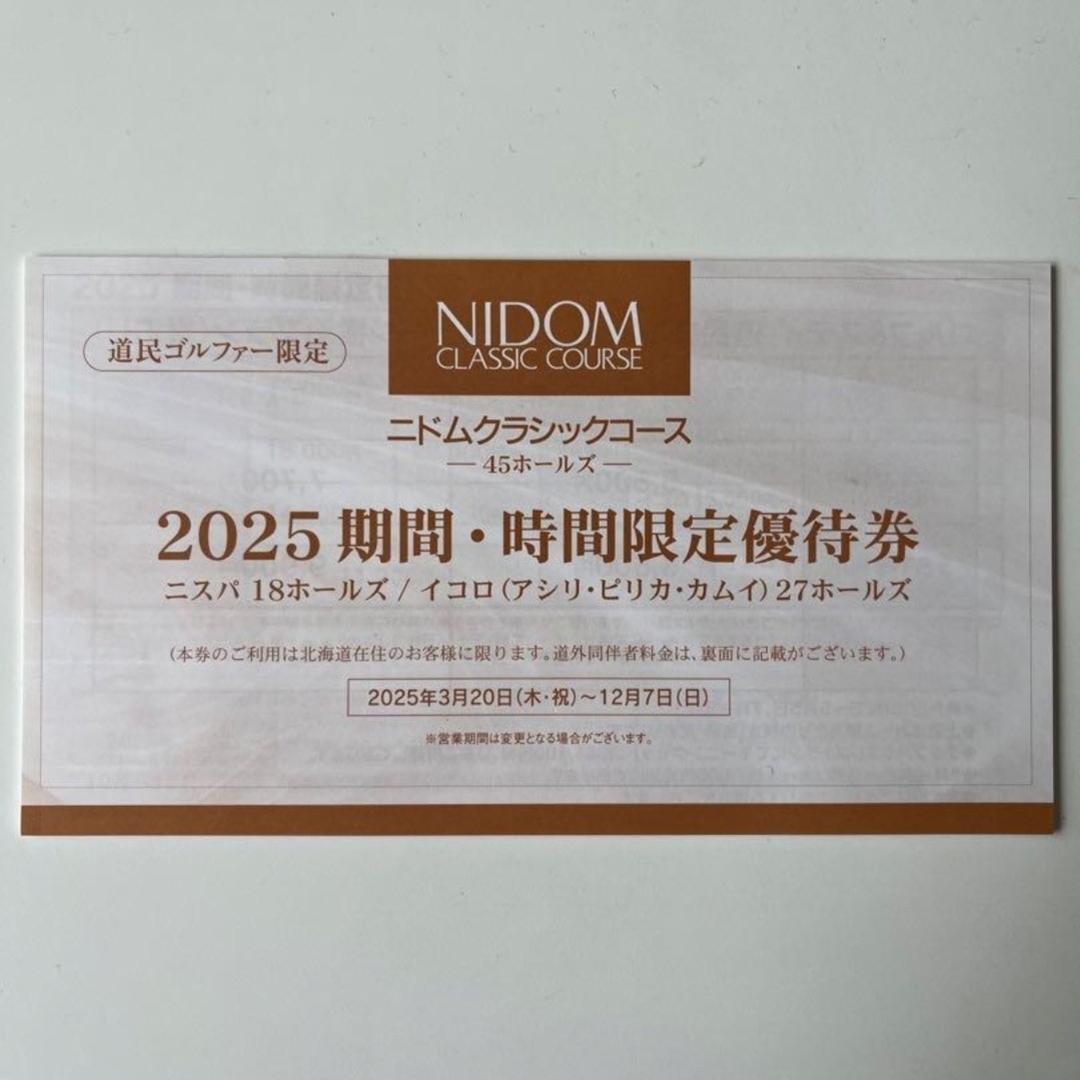 道民ゴルファー限定
NIDOM
CLASSIC COURSE
ニドムクラシックコース
― 45ホールズ ―
2025 期間・時間限定優待券
ニスパ 18ホールズ / イコロ(アシリ・ピリカ・カムイ) 27ホールズ
(本券のご利用は北海道在住のお客様に限ります。道外同伴者料金は、裏面に記載がございます。)
2025年3月20日(木・祝)～12月7日(日)
※営業期間は変更となる場合がございます。